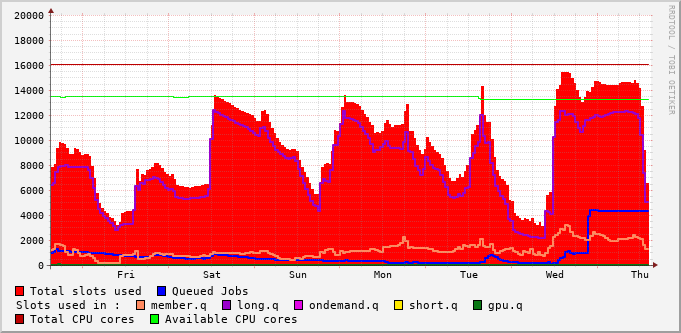 20000
18000
16000
14000
12000
10000
8000
6000
4000
2000
0
Fri Sat Sun Mon Tue Wed Thu
Total slots used Queued Jobs
Slots used in : member.q long.q ondemand.q short.q gpu.q
Total CPU cores Available CPU cores
RRDTOOL / TOBI OETIKER